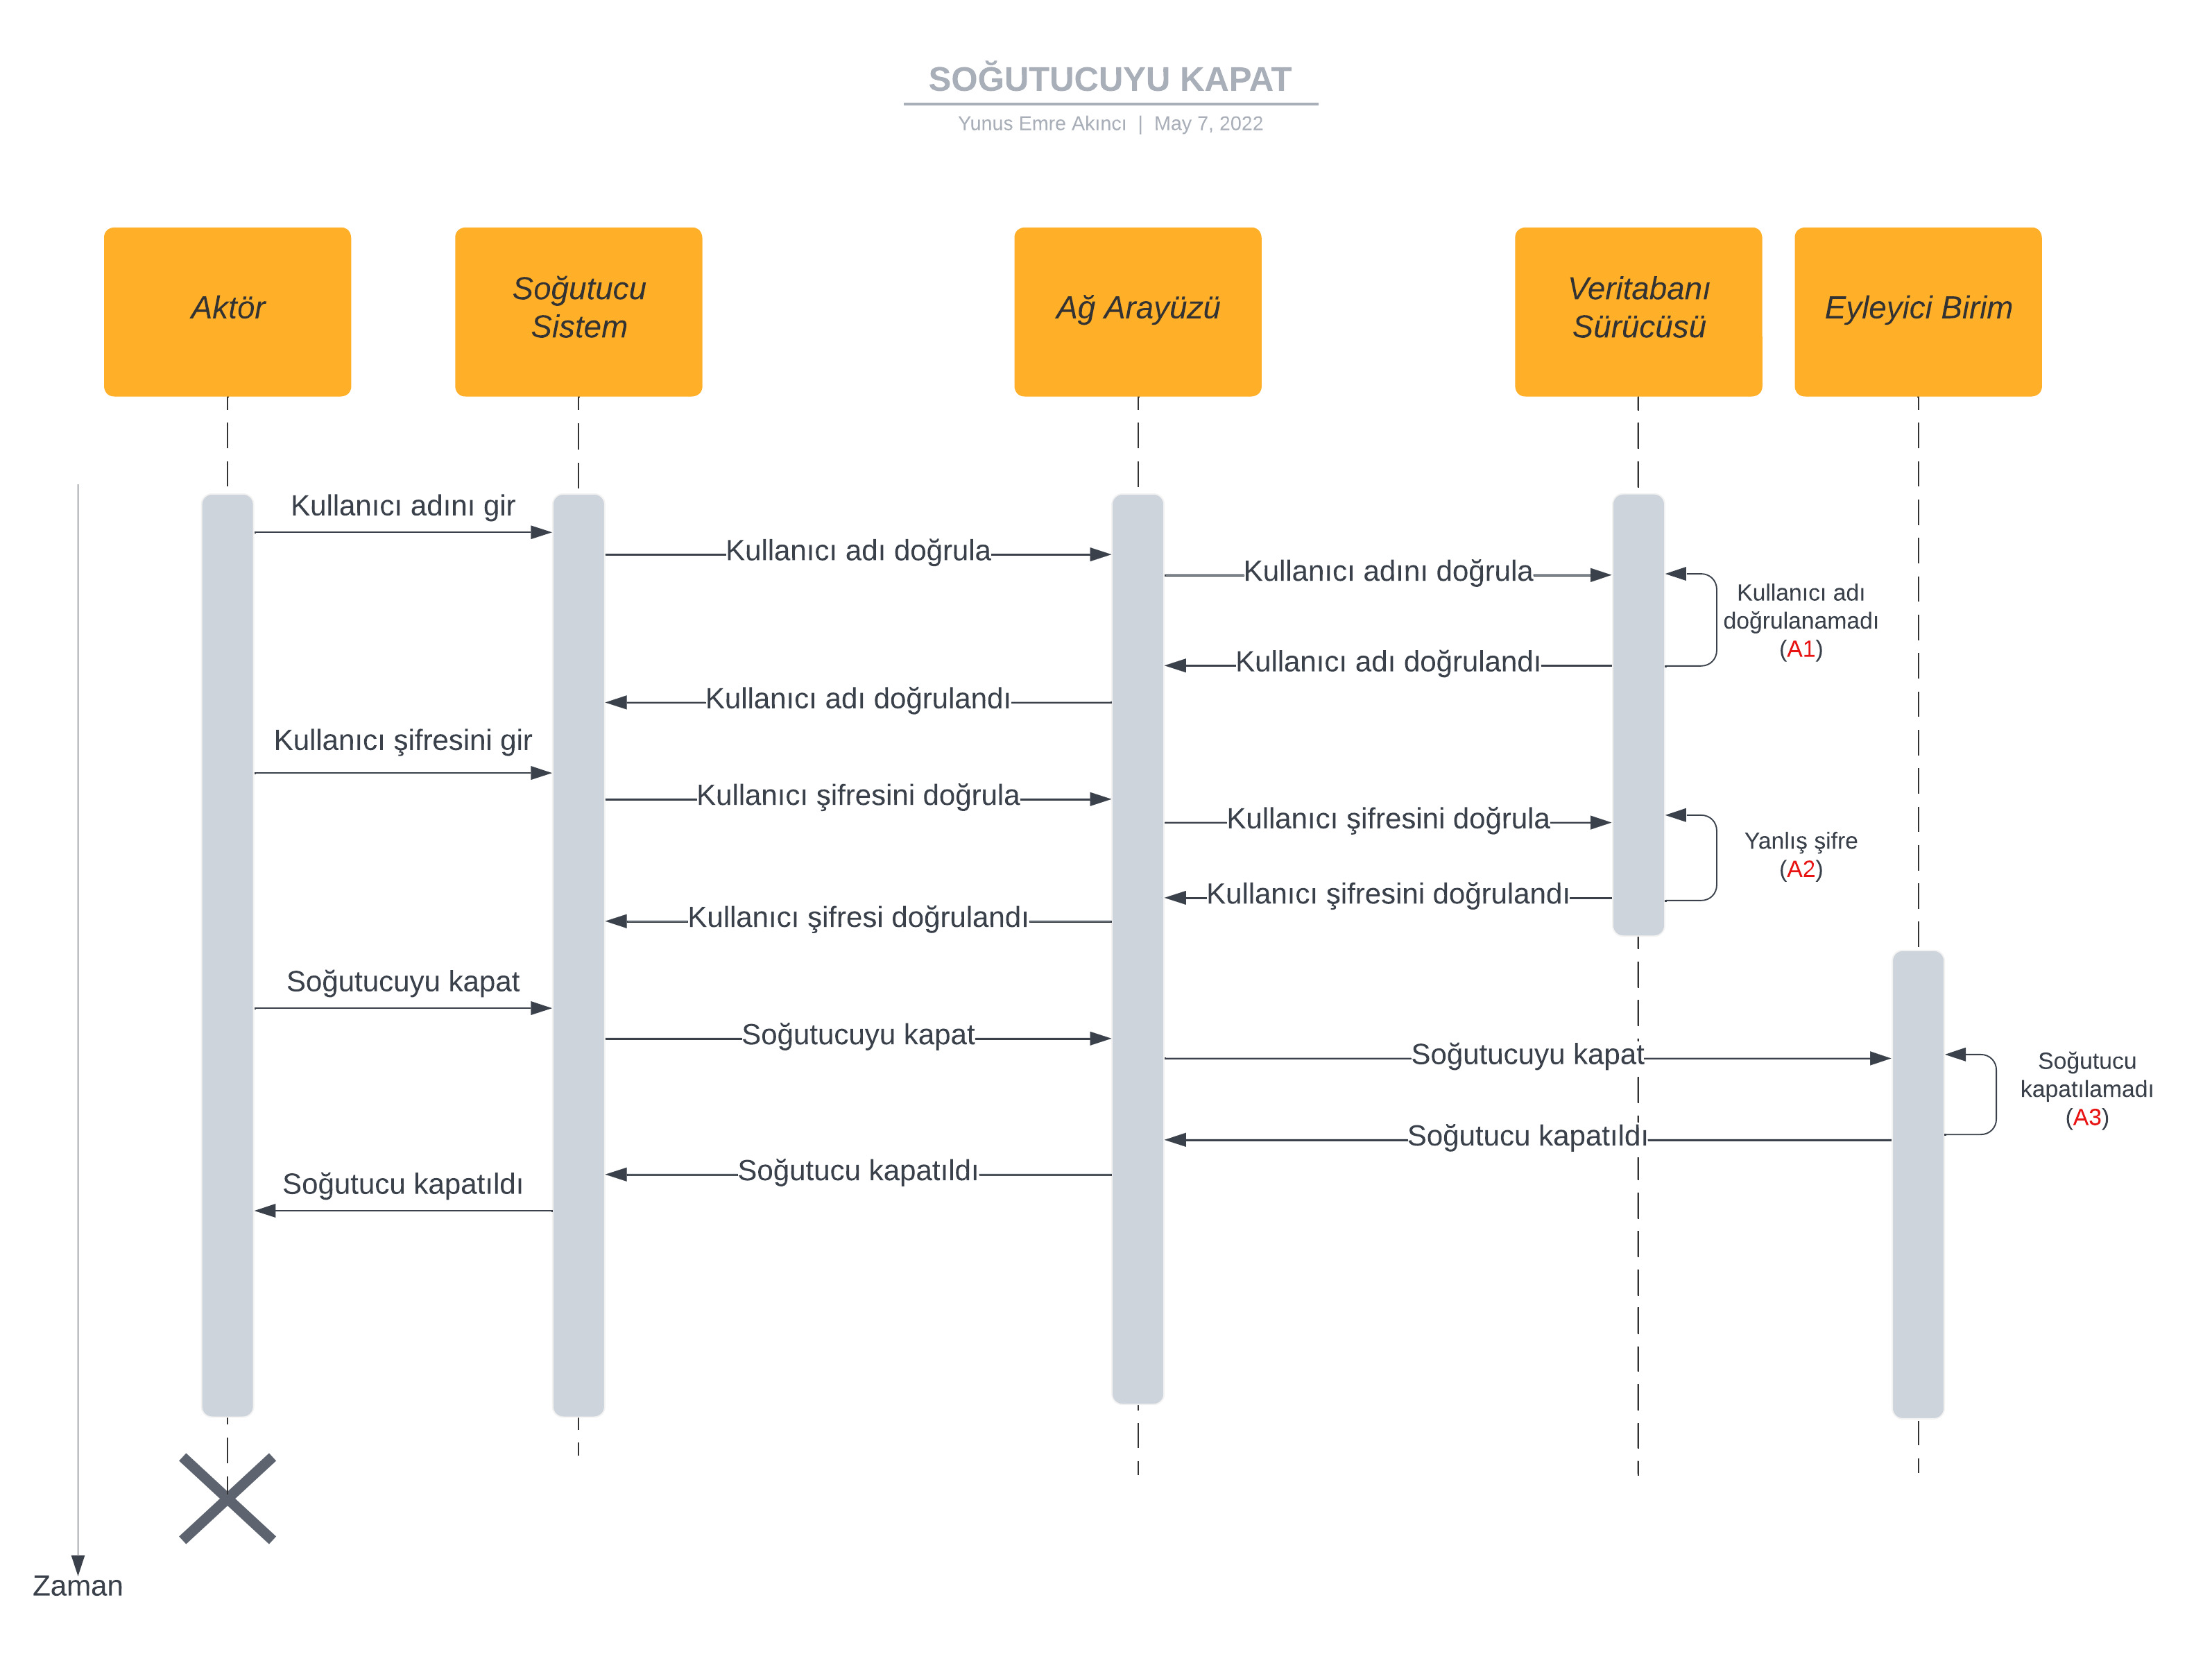 SOĞUTUCUYU KAPAT
Yunus Emre Akıncı | May 7, 2022
Aktör
Soğutucu
Sistem
Ağ Arayüzü
Veritabanı
Sürücüsü
Eyleyici Birim
Kullanıcı adını gir
Kullanıcı adı doğrula
Kullanıcı adını doğrula
Kullanıcı adı
doğrulanamadı
(A1)
Kullanıcı adı doğrulandı
Kullanıcı adı doğrulandı
Kullanıcı şifresini gir
Kullanıcı şifresini doğrula
Kullanıcı şifresini doğrula
Yanlış şifre
(A2)
Kullanıcı şifresini doğrulandı
Kullanıcı şifresi doğrulandı
Soğutucuyu kapat
Soğutucuyu kapat
Soğutucuyu kapat
Soğutucu
kapatılamadı
(A3)
Soğutucu kapatıldı
Soğutucu kapatıldı
Soğutucu kapatıldı
Zaman